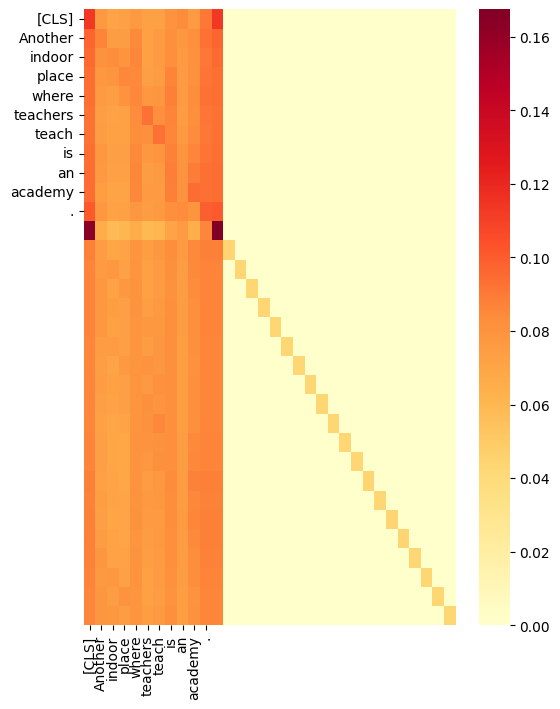 [CLS]
Another
indoor
place
where
teachers
teach
is
an
academy
.
[CLS]
Another
indoor
place
where
teachers
teach
is
an
academy
.
0.16
0.14
0.12
0.10
0.08
0.06
0.04
0.02
0.00